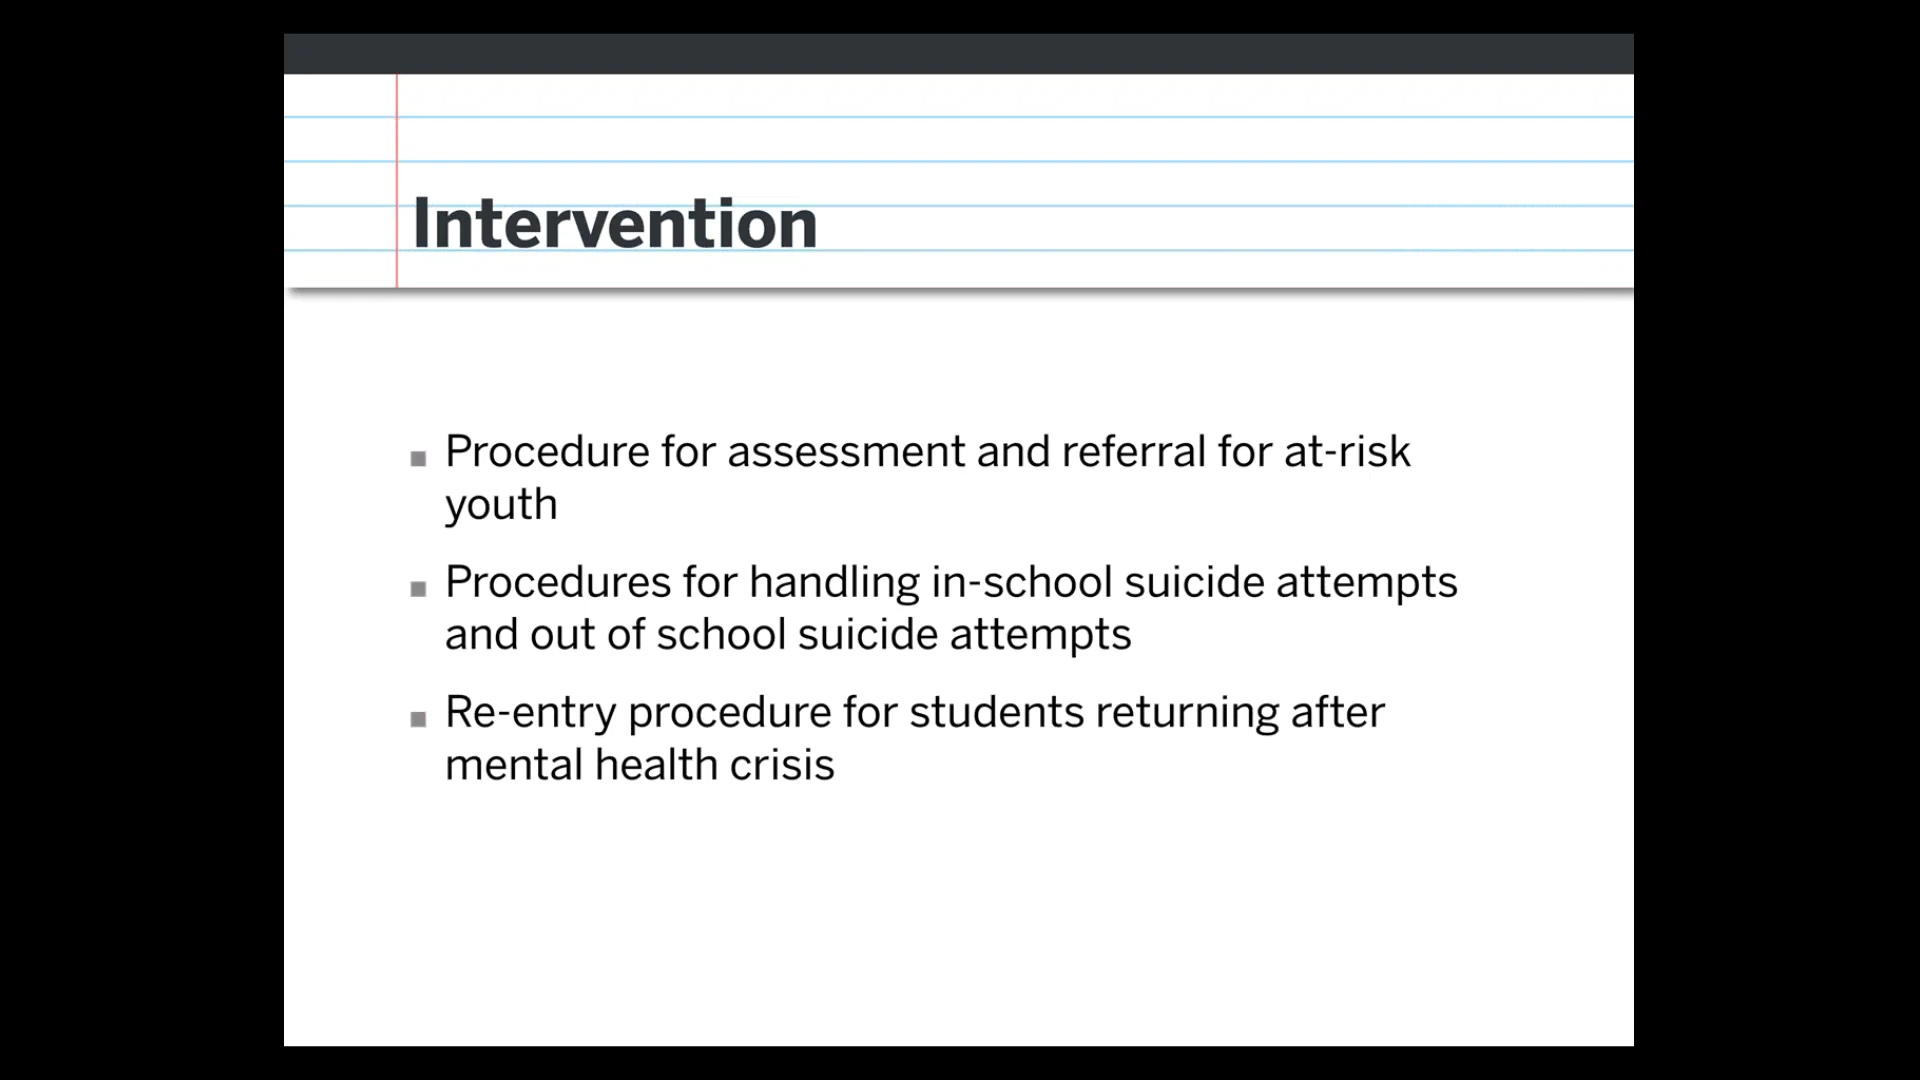 Intervention
Procedure for assessment and referral for at-risk
youth
Procedures for handling in-school suicide attempts
and out of school suicide attempts
Re-entry procedure for students returning after
mental health crisis